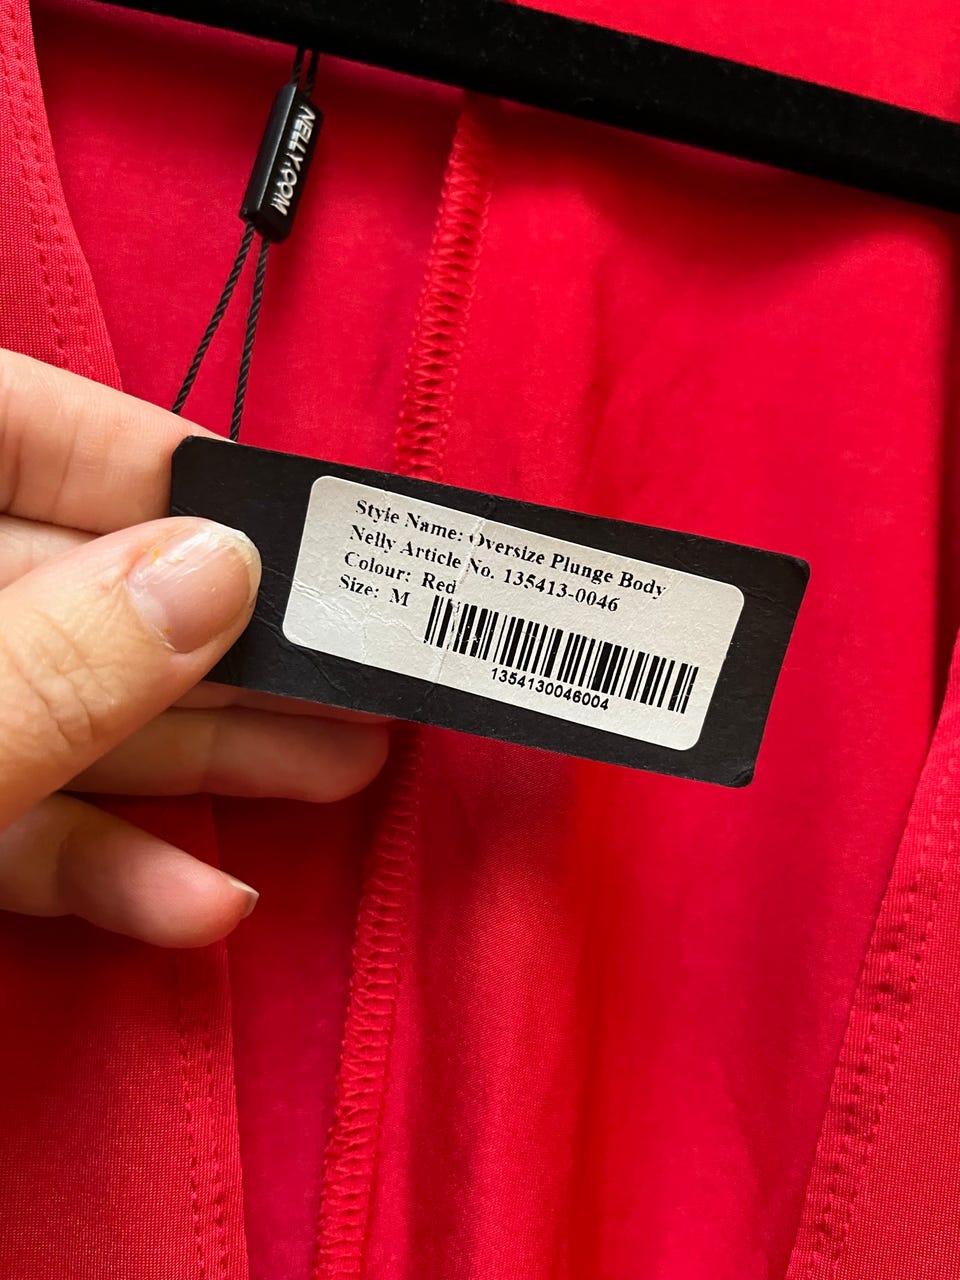 NELLY.COM
Style Name: Oversize Plunge Body
Nelly Article No. 135413-0046
Colour: Red
Size: M
1354130046004